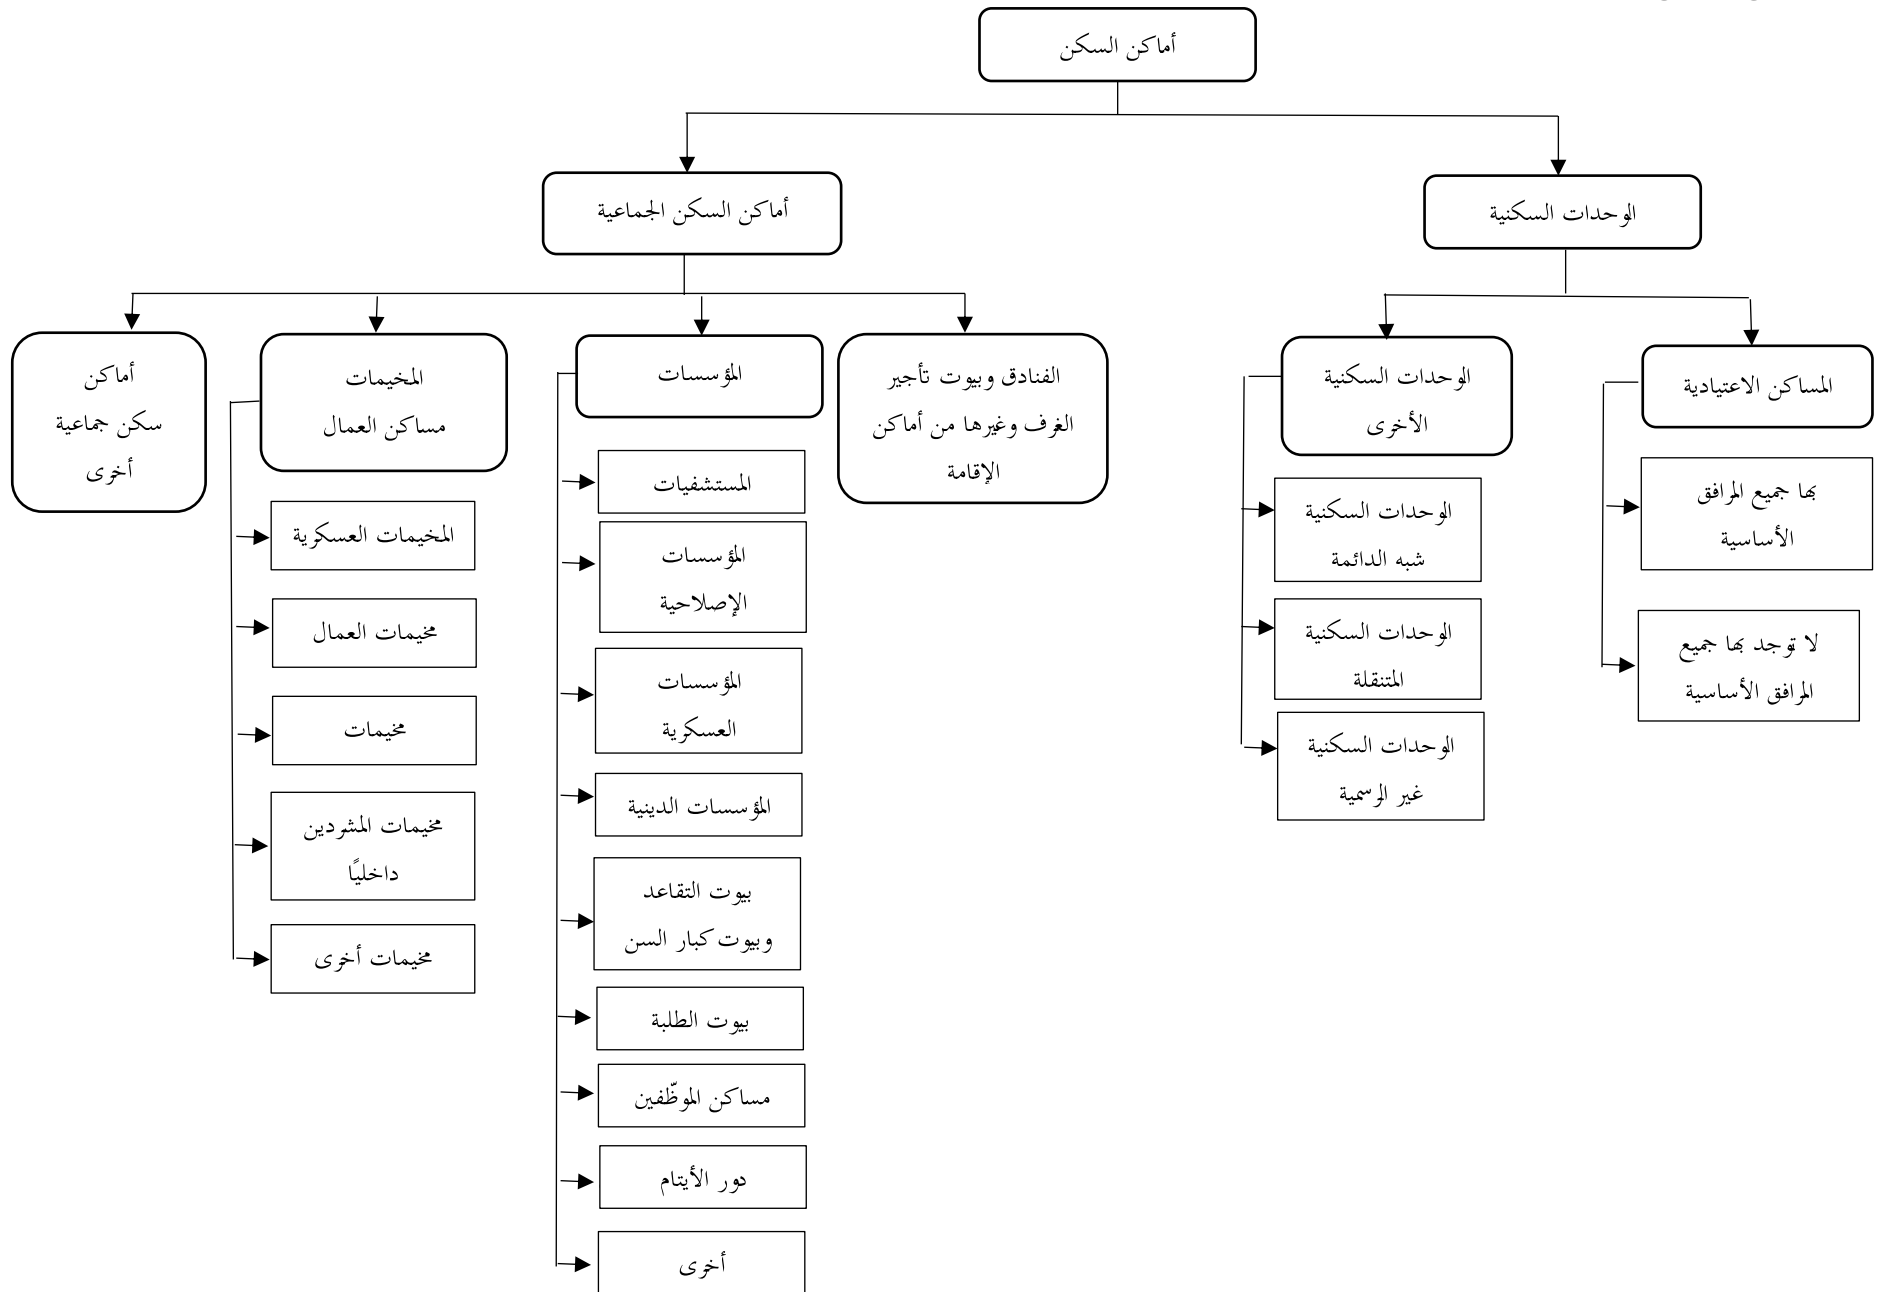 أماكن السكن
الوحدات السكنية
أماكن السكن الجماعية
المساكن الاعتيادية
بها جميع المرافق
الأساسية
لا توجد بها جميع
المرافق الأساسية
الوحدات السكنية
الأخرى
الوحدات السكنية
شبه الدائمة
الوحدات السكنية
المتنقلة
الوحدات السكنية
غير الرسمية
الفنادق وبيوت تأجير
الغرف وغيرها من أماكن
الإقامة
المؤسسات
المستشفيات
المؤسسات
الإصلاحية
المؤسسات
العسكرية
المؤسسات الدينية
بيوت التقاعد
وبيوت كبار السن
بيوت الطلبة
مساكن الموظّفين
دور الأيتام
أخرى
المخيمات
مساكن العمال
المخيمات العسكرية
مخيمات العمال
مخيمات
مخيمات المشردين
داخليًا
مخيمات أخرى
أماكن
سكن جماعية
أخرى